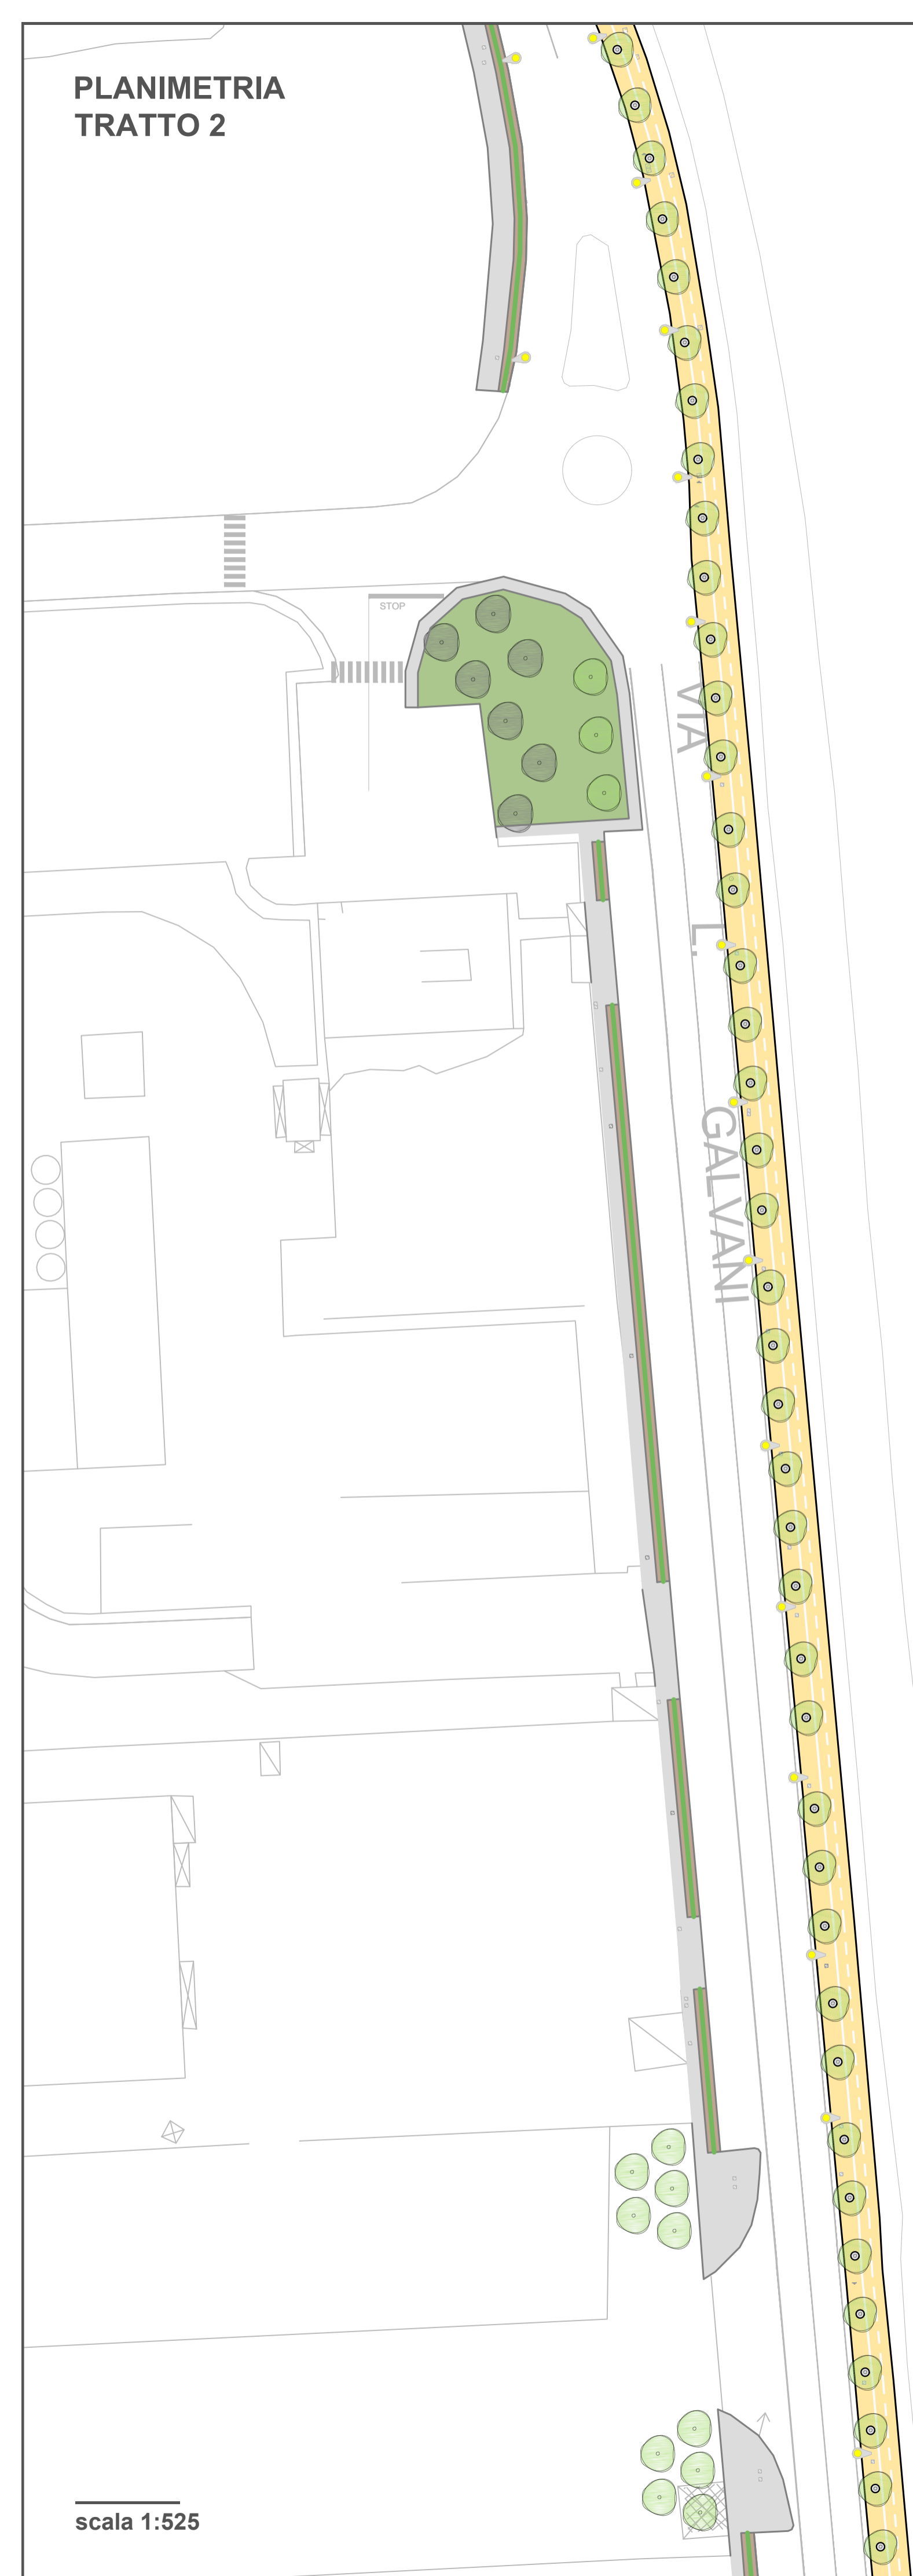 PLANIMETRIA
TRATTO 2
STOP
VIA
L.
GALVANI
scala 1:525